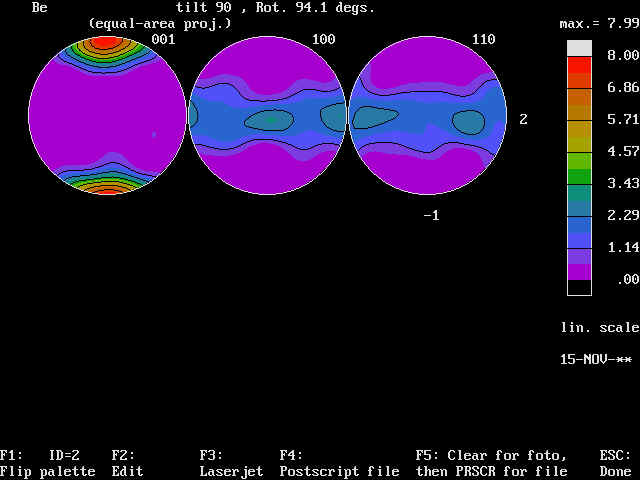 Be tilt 90 , Rot. 94.1 degs.
(equal-area proj.) max.= 7.99
001 100 110
8.00
6.86
5.71
4.57
3.43
2.29
1.14
.00
2
-1
lin. scale
15-NOV-**
F1: ID=2 F2: F3: F4: F5: Clear for foto, ESC:
Flip palette Edit Laserjet Postscript file then PRSCR for file Done